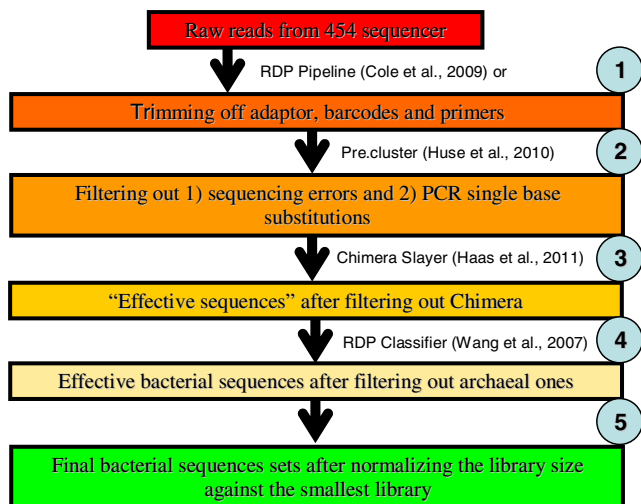 Raw reads from 454 sequencer
1
RDP Pipeline (Cole et al., 2009) or
Trimming off adaptor, barcodes and primers
2
Pre.cluster (Huse et al., 2010)
Filtering out 1) sequencing errors and 2) PCR single base
substitutions
3
Chimera Slayer (Haas et al., 2011)
“Effective sequences” after filtering out Chimera
4
RDP Classifier (Wang et al., 2007)
Effective bacterial sequences after filtering out archaeal ones
5
Final bacterial sequences sets after normalizing the library size
against the smallest library